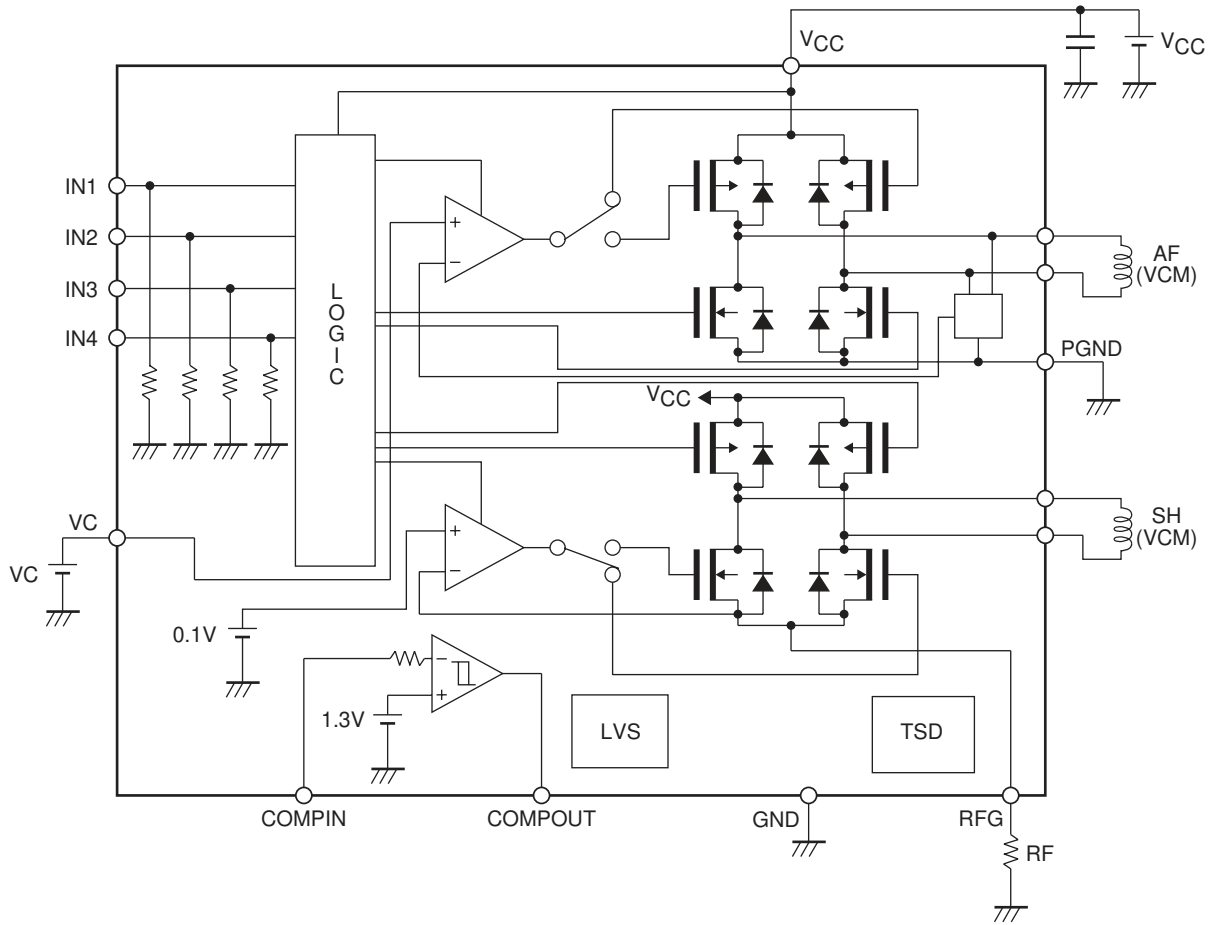 VCC
VCC
IN1
IN2
IN3
IN4
LOGIC
+
−
AF
(VCM)
PGND
VCC
VC
VC
+
−
SH
(VCM)
0.1V
−
+
1.3V
LVS
TSD
COMPIN
COMPOUT
GND
RFG
RF